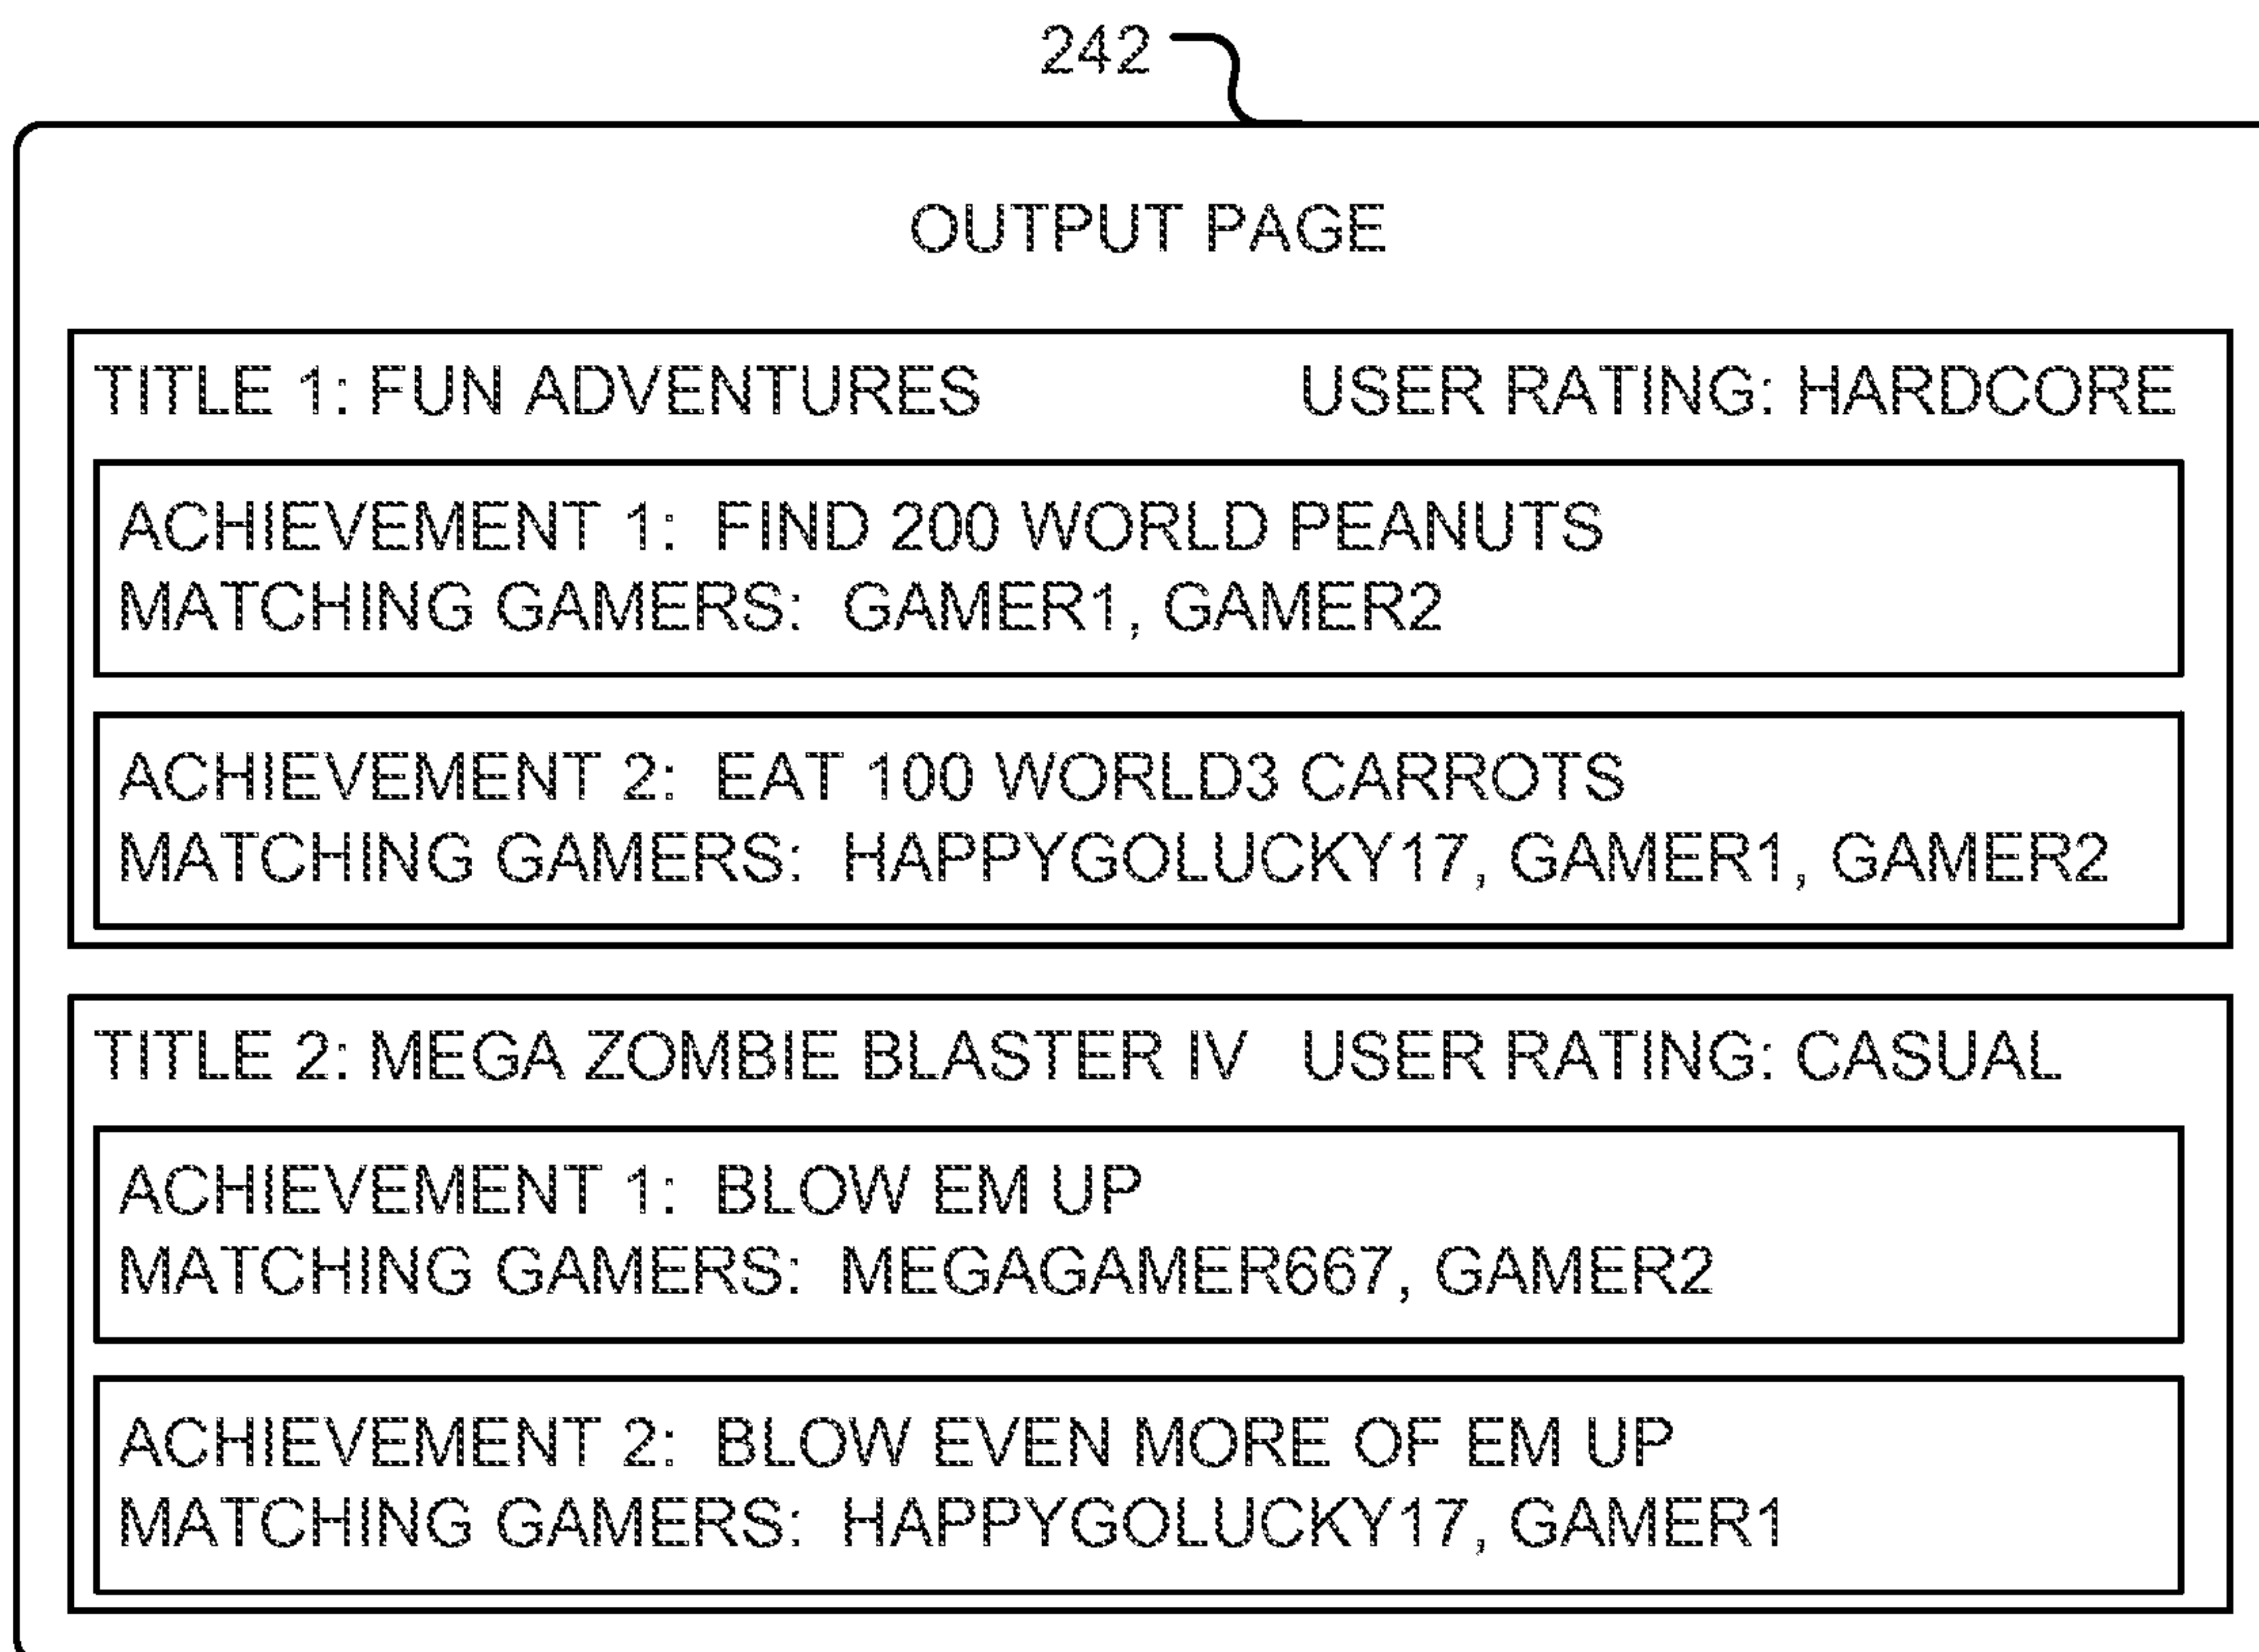 242
OUTPUT PAGE
TITLE 1: FUN ADVENTURES USER RATING: HARDCORE
ACHIEVEMENT 1: FIND 200 WORLD PEANUTS
MATCHING GAMERS: GAMER1, GAMER2
ACHIEVEMENT 2: EAT 100 WORLD3 CARROTS
MATCHING GAMERS: HAPPYGOLUCKY17, GAMER1, GAMER2
TITLE 2: MEGA ZOMBIE BLASTER IV USER RATING: CASUAL
ACHIEVEMENT 1: BLOW EM UP
MATCHING GAMERS: MEGAGAMER667, GAMER2
ACHIEVEMENT 2: BLOW EVEN MORE OF EM UP
MATCHING GAMERS: HAPPYGOLUCKY17, GAMER1